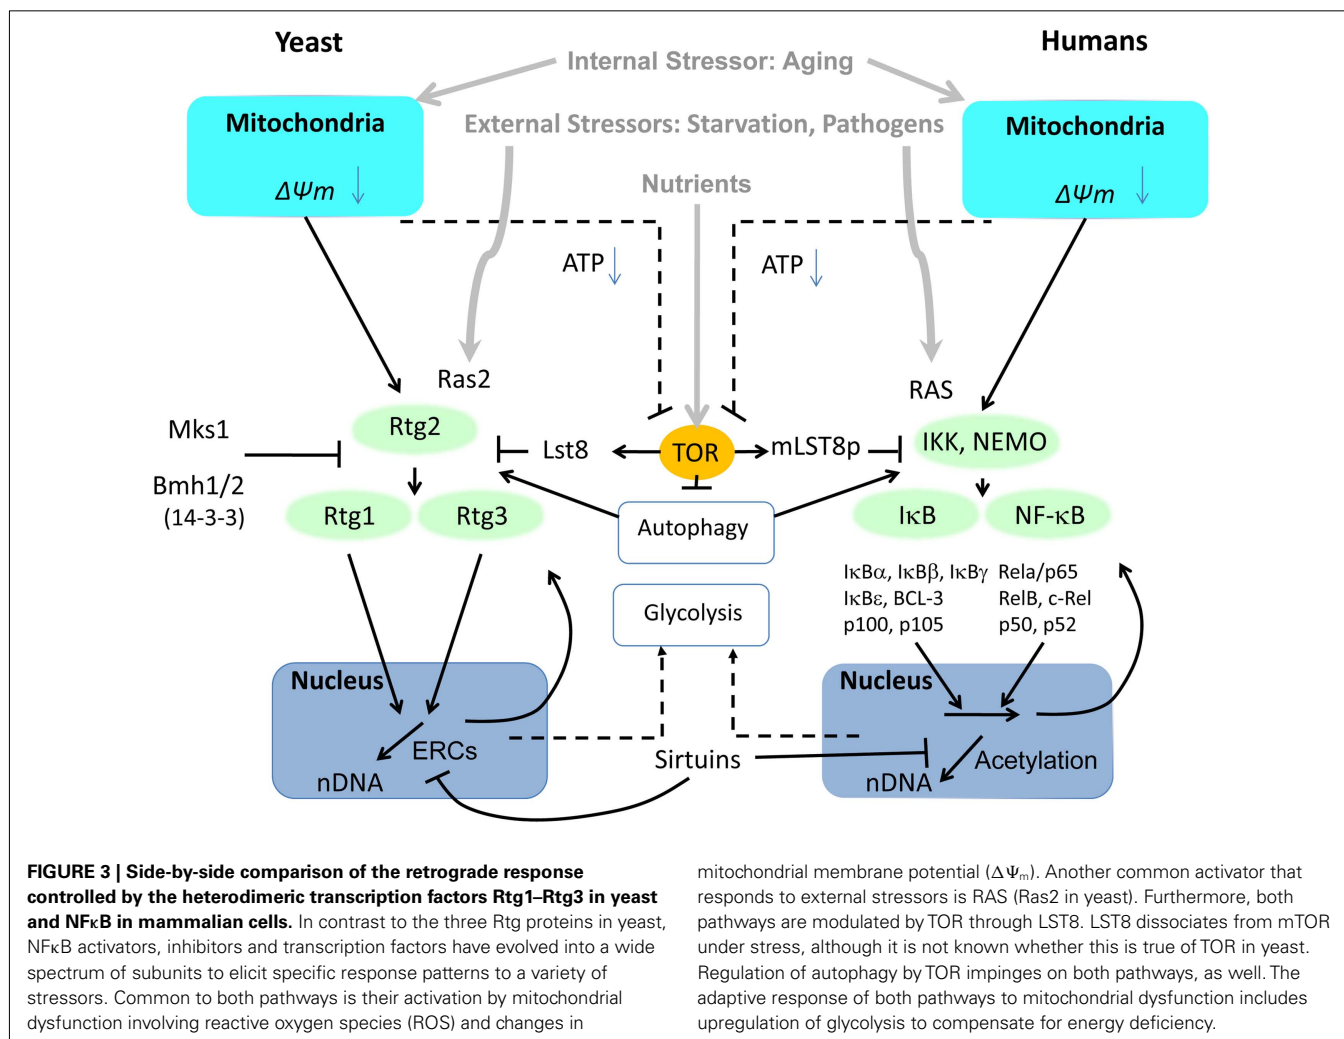 Yeast
Humans
Internal Stressor: Aging
Mitochondria
ΔΨm
External Stressors: Starvation, Pathogens
Mitochondria
ΔΨm
Nutrients
ATP
ATP
Ras2
RAS
Mks1
Bmh1/2
(14-3-3)
Rtg2
Lst8
TOR
mLST8p
IKK, NEMO
Rtg1
Rtg3
Autophagy
IκB
NF-κB
IκBα, IκBβ, IκBγ
IκBε, BCL-3
p100, p105
Rela/p65
RelB, c-Rel
p50, p52
Glycolysis
Nucleus
ERCs
nDNA
Sirtuins
Nucleus
Acetylation
nDNA
FIGURE 3 | Side-by-side comparison of the retrograde response
controlled by the heterodimeric transcription factors Rtg1–Rtg3 in yeast
and NFκB in mammalian cells. In contrast to the three Rtg proteins in yeast,
NFκB activators, inhibitors and transcription factors have evolved into a wide
spectrum of subunits to elicit specific response patterns to a variety of
stressors. Common to both pathways is their activation by mitochondrial
dysfunction involving reactive oxygen species (ROS) and changes in
mitochondrial membrane potential (ΔΨm). Another common activator that
responds to external stressors is RAS (Ras2 in yeast). Furthermore, both
pathways are modulated by TOR through LST8. LST8 dissociates from mTOR
under stress, although it is not known whether this is true of TOR in yeast.
Regulation of autophagy by TOR impinges on both pathways, as well. The
adaptive response of both pathways to mitochondrial dysfunction includes
upregulation of glycolysis to compensate for energy deficiency.